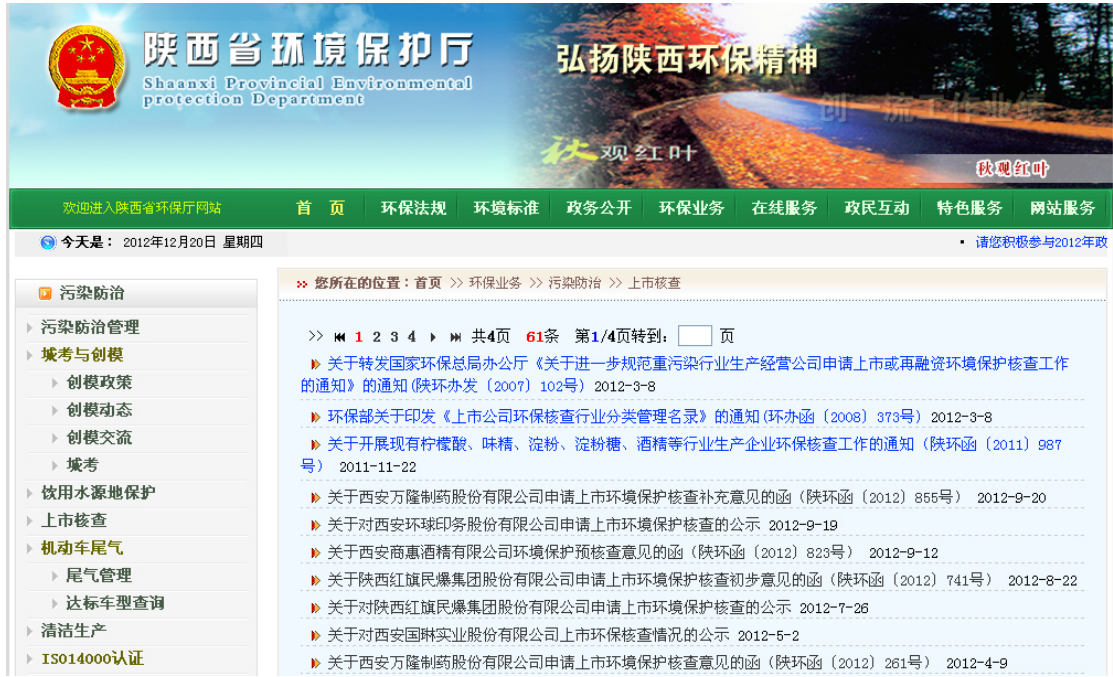 陕西省环境保护厅
Shaanxi Provincial Environmental
protection Department
弘扬陕西环保精神
创一流工作业绩
秋观红叶
秋观红叶
欢迎进入陕西省环保厅网站 首 页 环保法规 环境标准 政务公开 环保业务 在线服务 政民互动 特色服务 网站服务
今天是： 2012年12月20日 星期四
请您积极参与2012年政
污染防治
污染防治管理
城考与创模
创模政策
创模动态
创模交流
城考
饮用水源地保护
上市核查
机动车尾气
尾气管理
达标车型查询
清洁生产
ISO14000认证
您所在的位置：首页 >> 环保业务 >> 污染防治 >> 上市核查
>> 1 2 3 4 共4页 61条 第1/4页转到： 页
关于转发国家环保总局办公厅《关于进一步规范重污染行业生产经营公司申请上市或再融资环境保护核查工作
的通知》的通知(陕环办发〔2007〕102号) 2012-3-8
环保部关于印发《上市公司环保核查行业分类管理名录》的通知(环办函〔2008〕373号) 2012-3-8
关于开展现有柠檬酸、味精、淀粉、淀粉糖、酒精等行业生产企业环保核查工作的通知（陕环函〔2011〕987
号） 2011-11-22
关于西安万隆制药股份有限公司申请上市环境保护核查补充意见的函（陕环函〔2012〕855号） 2012-9-20
关于对西安环球印务股份有限公司申请上市环境保护核查的公示 2012-9-19
关于西安商惠酒精有限公司环境保护预核查意见的函（陕环函〔2012〕823号） 2012-9-12
关于陕西红旗民爆集团股份有限公司申请上市环境保护核查初步意见的函（陕环函〔2012〕741号） 2012-8-22
关于对陕西红旗民爆集团股份有限公司申请上市环境保护核查的公示 2012-7-26
关于对西安国琳实业股份有限公司上市环保核查情况的公示 2012-5-2
关于西安万隆制药股份有限公司申请上市环境保护核查意见的函（陕环函〔2012〕261号） 2012-4-9